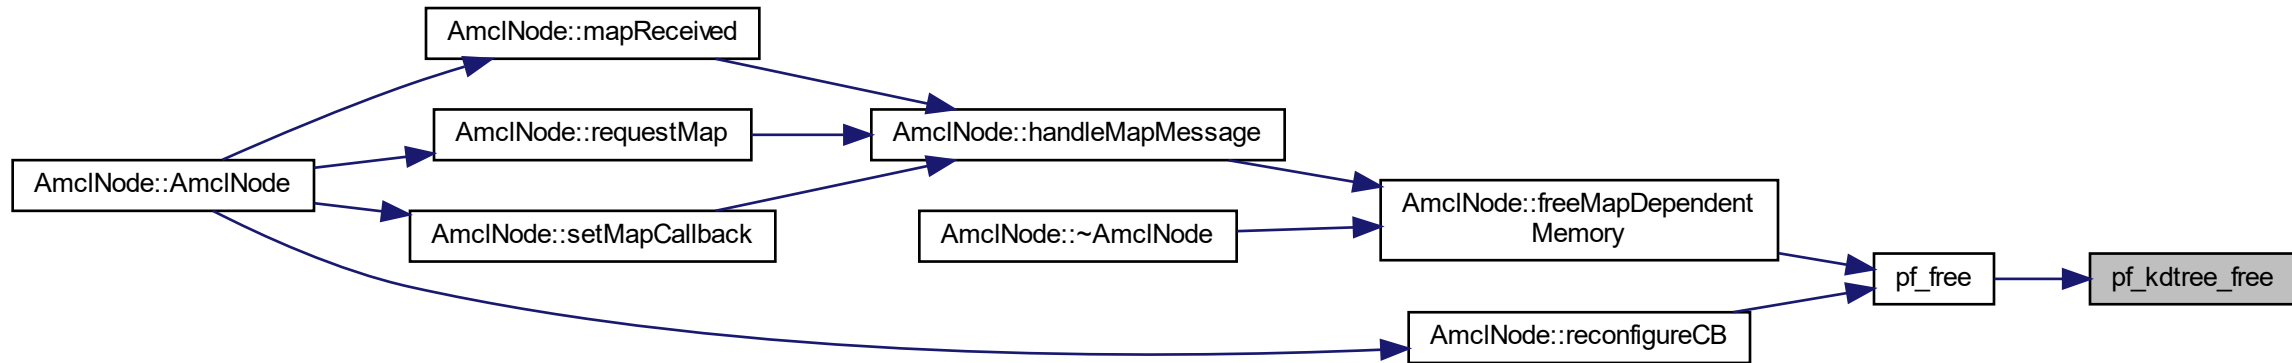 AmclNode::mapReceived
AmclNode::requestMap
AmclNode::handleMapMessage
AmclNode::AmclNode
AmclNode::setMapCallback
AmclNode::~AmclNode
AmclNode::freeMapDependent
Memory
pf_free
pf_kdtree_free
AmclNode::reconfigureCB